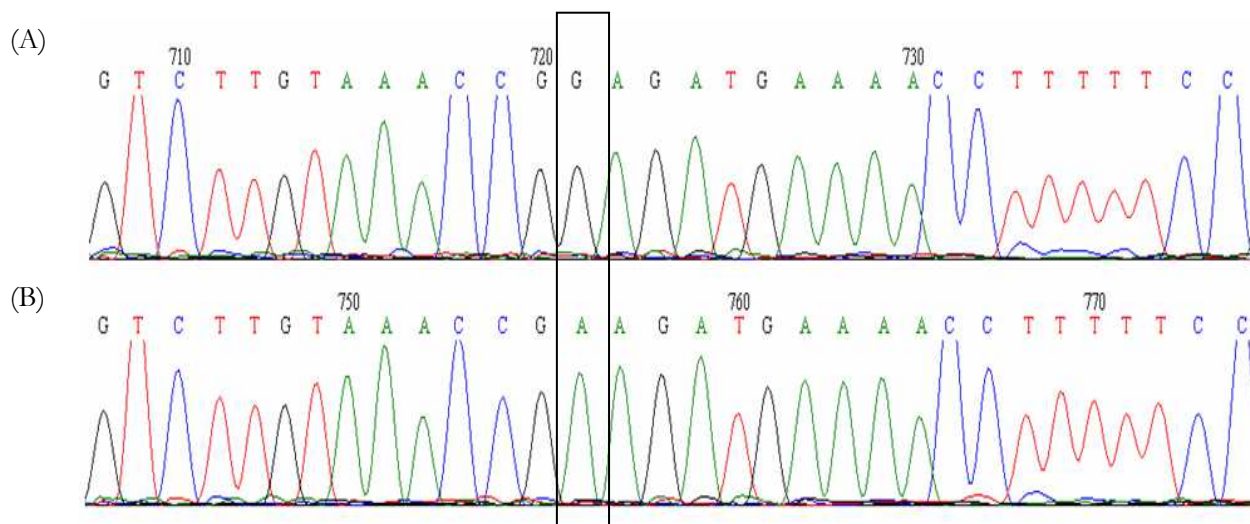 (A)
710 720 730
G T C T T G T A A A C C G G A G A T G A A A A C C T T T T T C C
(B)
750 760 770
G T C T T G T A A A C C G A A G A T G A A A A C C T T T T T C C